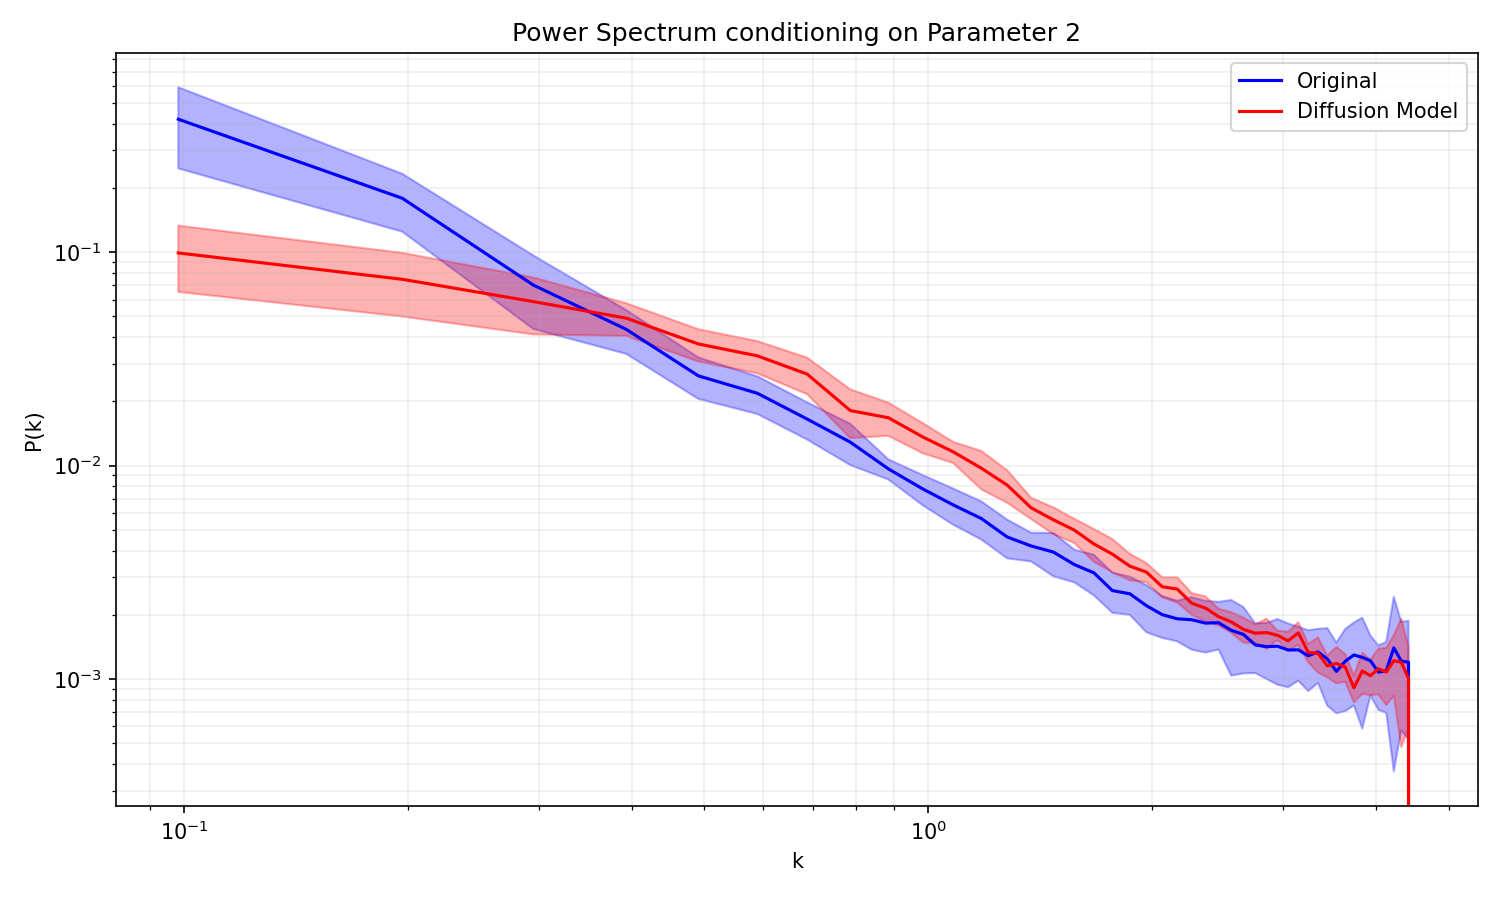 Power Spectrum conditioning on Parameter 2
Original
Diffusion Model
P(k)
10⁻¹
10⁻²
10⁻³
10⁻¹
10⁰
k